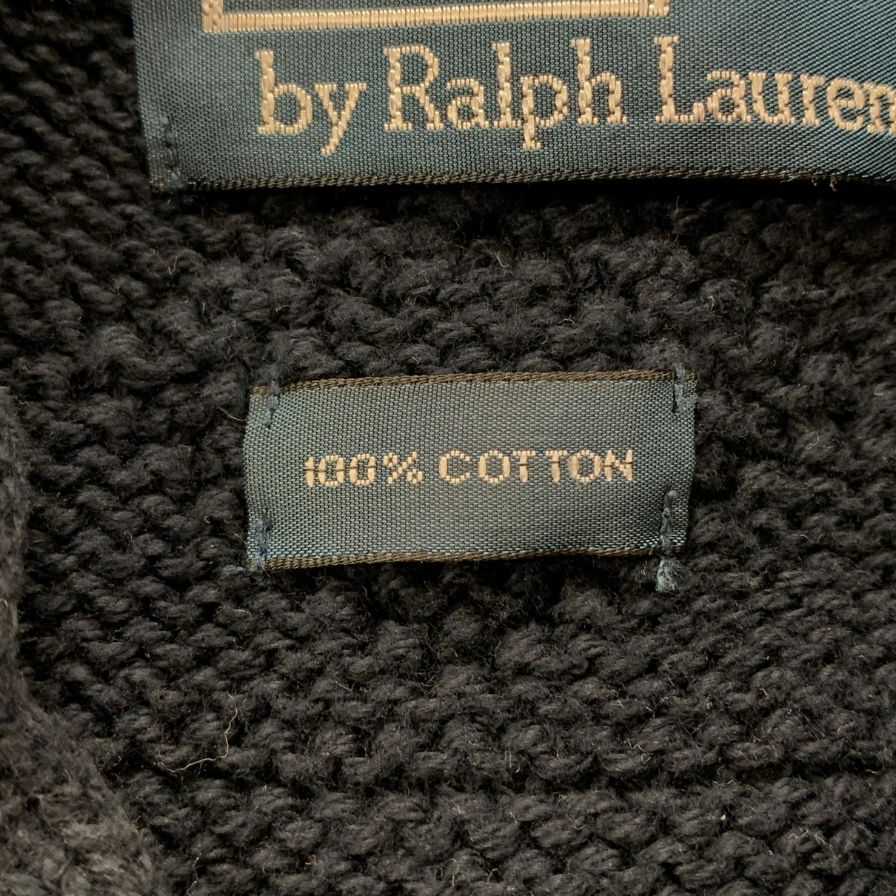 by Ralph Lauren
100% COTTON